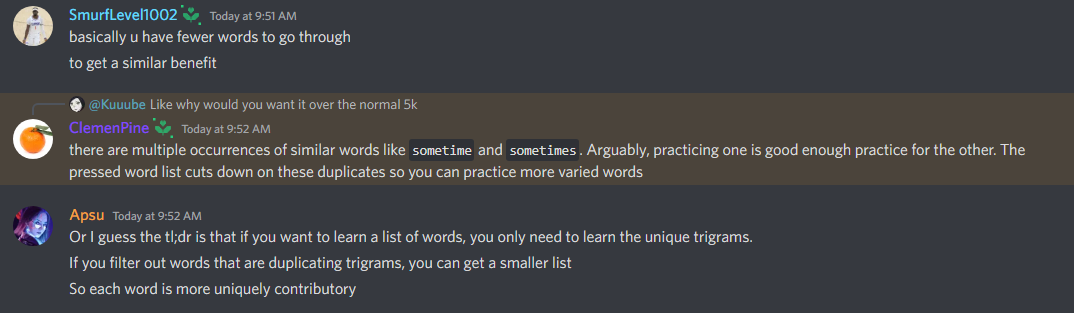 SmurfLevel1002 Today at 9:51 AM
basically u have fewer words to go through
to get a similar benefit
@Kuuube Like why would you want it over the normal 5k
ClemenPine Today at 9:52 AM
there are multiple occurrences of similar words like sometime and sometimes. Arguably, practicing one is good enough practice for the other. The
pressed word list cuts down on these duplicates so you can practice more varied words
Apsu Today at 9:52 AM
Or I guess the tl;dr is that if you want to learn a list of words, you only need to learn the unique trigrams.
If you filter out words that are duplicating trigrams, you can get a smaller list
So each word is more uniquely contributory